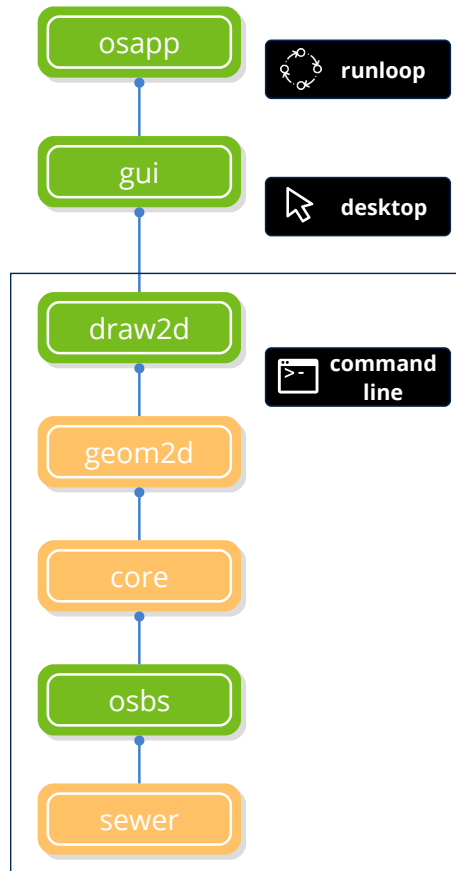 osapp
runloop
gui
desktop
draw2d
command
line
>-
geom2d
core
osbs
sewer